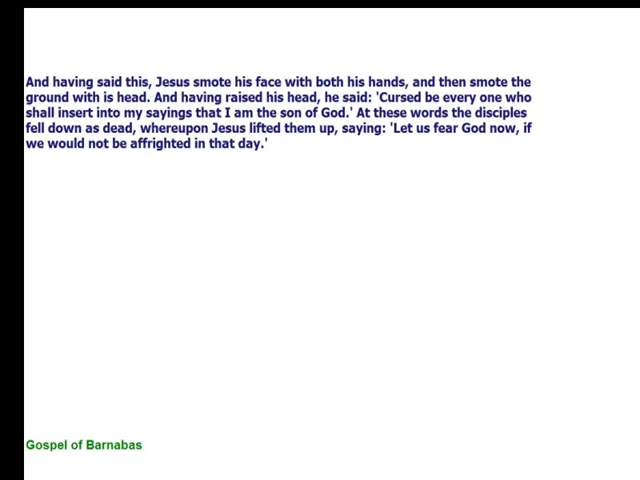 And having said this, Jesus smote his face with both his hands, and then smote the
ground with is head. And having raised his head, he said: 'Cursed be every one who
shall insert into my sayings that I am the son of God.' At these words the disciples
fell down as dead, whereupon Jesus lifted them up, saying: 'Let us fear God now, if
we would not be affrighted in that day.'
Gospel of Barnabas